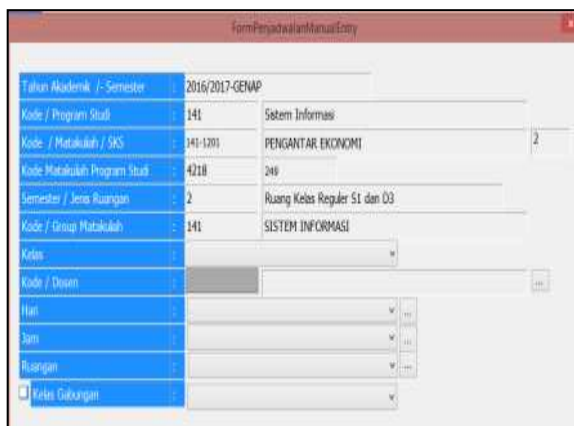 FormPenjadwalanManualEntry x
Tahun Akademik /- Semester : 2016/2017-GENAP
Kode / Program Studi : 141 Sistem Informasi
Kode / Matakuliah / SKS : 141-1201 PENGANTAR EKONOMI 2
Kode Matakuliah Program Studi : 4218 249
Semester / Jenis Ruangan : 2 Ruang Kelas Reguler S1 dan D3
Kode / Group Matakuliah : 141 SISTEM INFORMASI
Kelas :
Kode / Dosen : ...
Hari : ...
Jam : ...
Ruangan : ...
Kelas Gabungan :